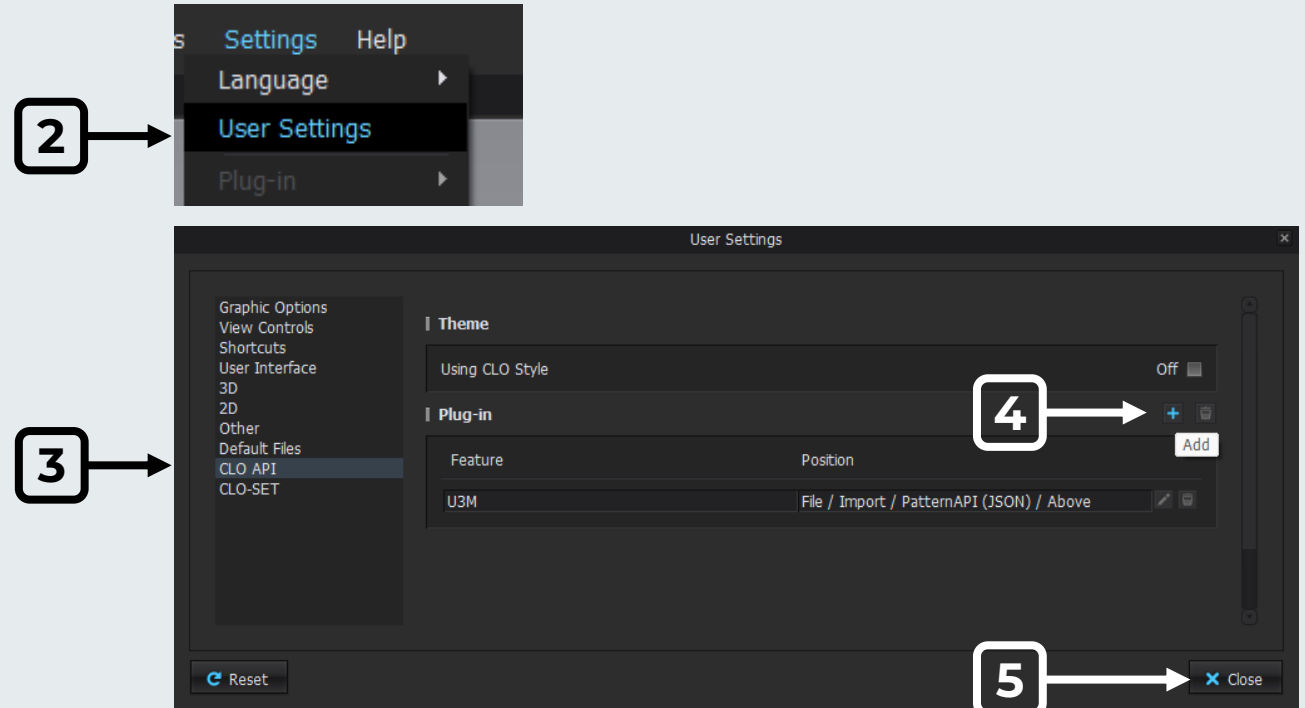 s Settings Help
Language
2
User Settings
Plug-in
User Settings
Graphic Options
View Controls
Shortcuts
User Interface
3D
2D
Other
Default Files
3
CLO API
CLO-SET
Theme
Using CLO Style Off
Plug-in
4
Add
Feature Position
U3M File / Import / PatternAPI (JSON) / Above
Reset
5
Close